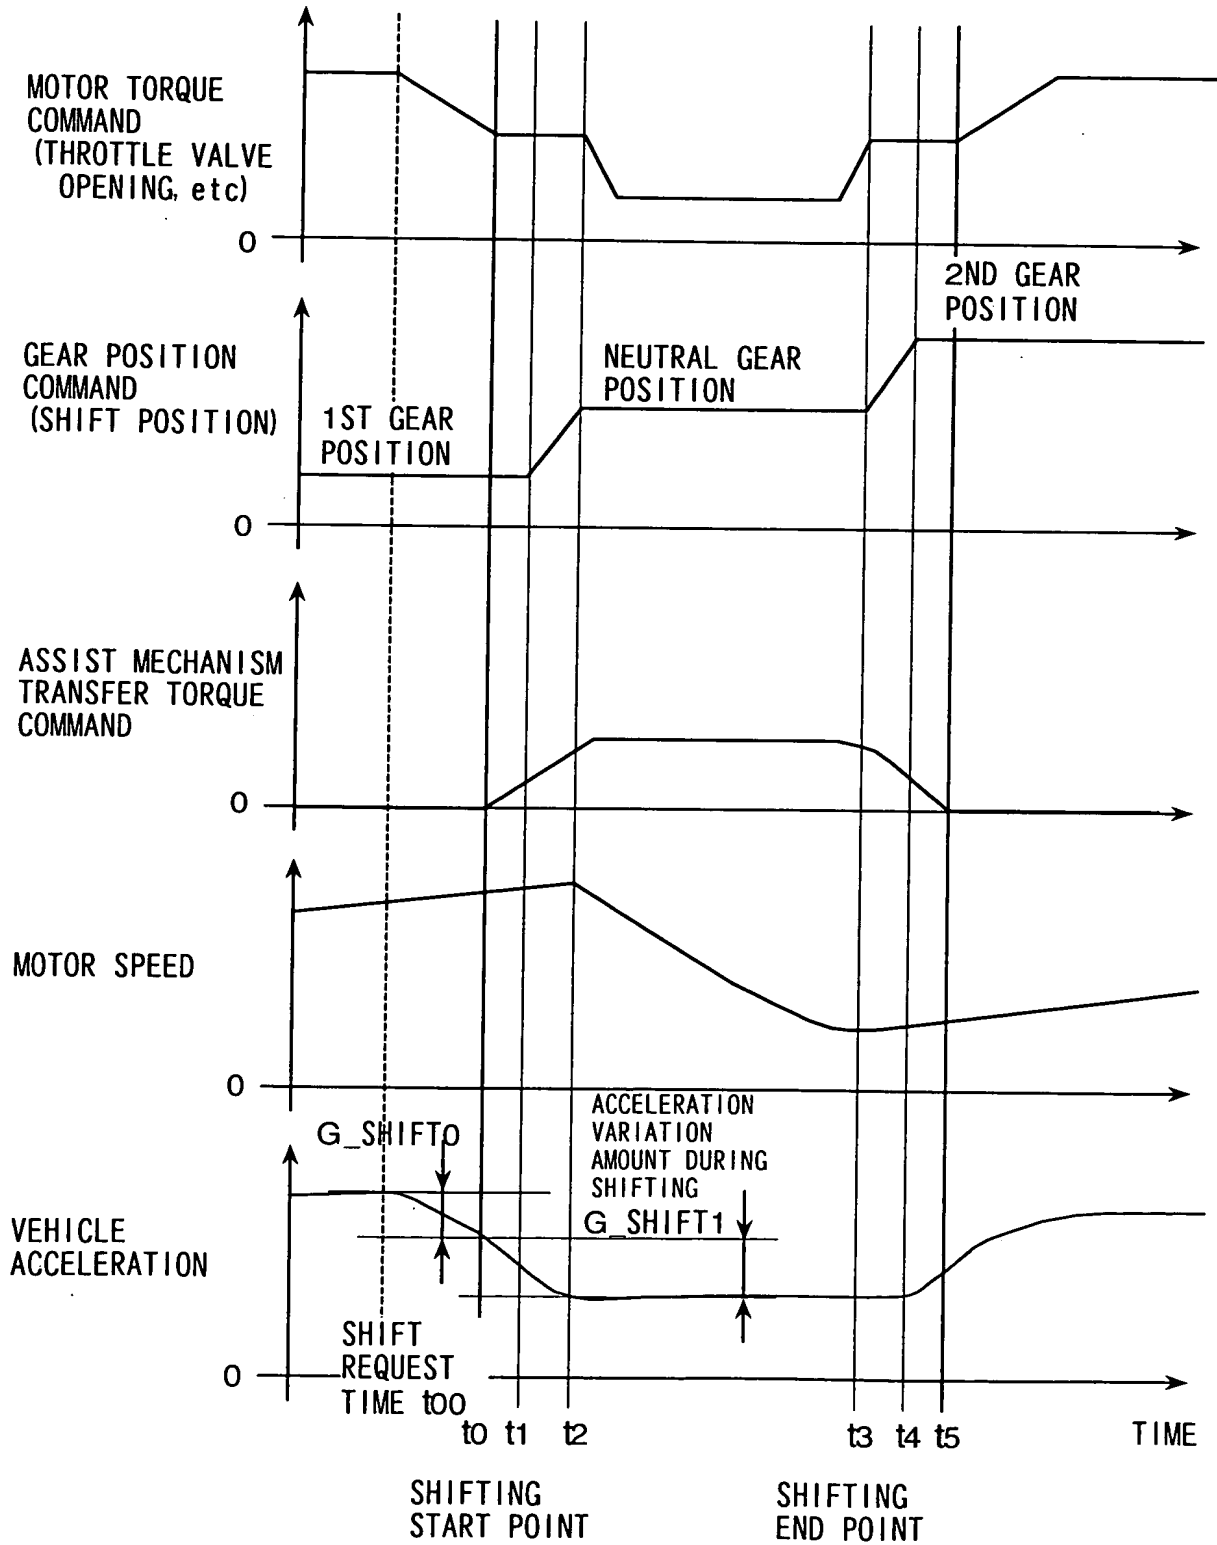 MOTOR TORQUE
COMMAND
(THROTTLE VALVE
OPENING, etc)
0
2ND GEAR
POSITION
GEAR POSITION
COMMAND
(SHIFT POSITION)
NEUTRAL GEAR
POSITION
1ST GEAR
POSITION
0
ASSIST MECHANISM
TRANSFER TORQUE
COMMAND
0
MOTOR SPEED
0
ACCELERATION
VARIATION
AMOUNT DURING
SHIFTING
G_SHIFT0
G_SHIFT1
VEHICLE
ACCELERATION
SHIFT
REQUEST
TIME t00
0
t0 t1 t2 t3 t4 t5 TIME
SHIFTING
START POINT
SHIFTING
END POINT